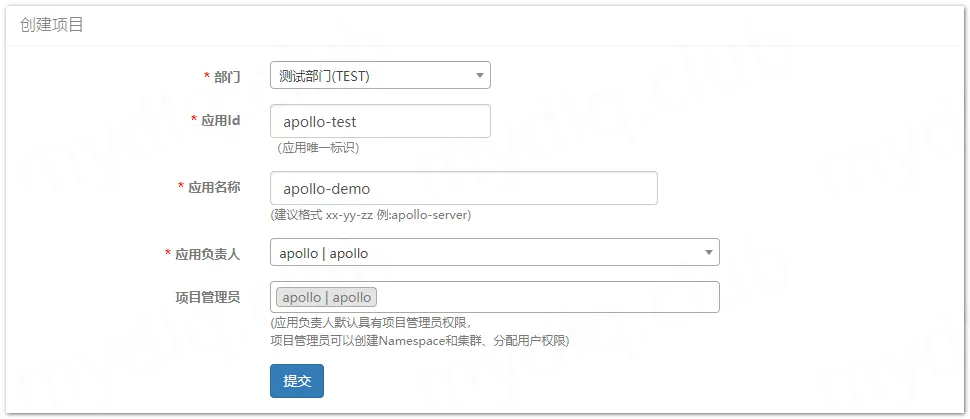 创建项目
* 部门 测试部门(TEST)
* 应用Id apollo-test
(应用唯一标识)
* 应用名称 apollo-demo
(建议格式 xx-yy-zz 例:apollo-server)
* 应用负责人 apollo | apollo
项目管理员 apollo | apollo
(应用负责人默认具有项目管理员权限，
项目管理员可以创建Namespace和集群、分配用户权限)
提交
mydlq.club